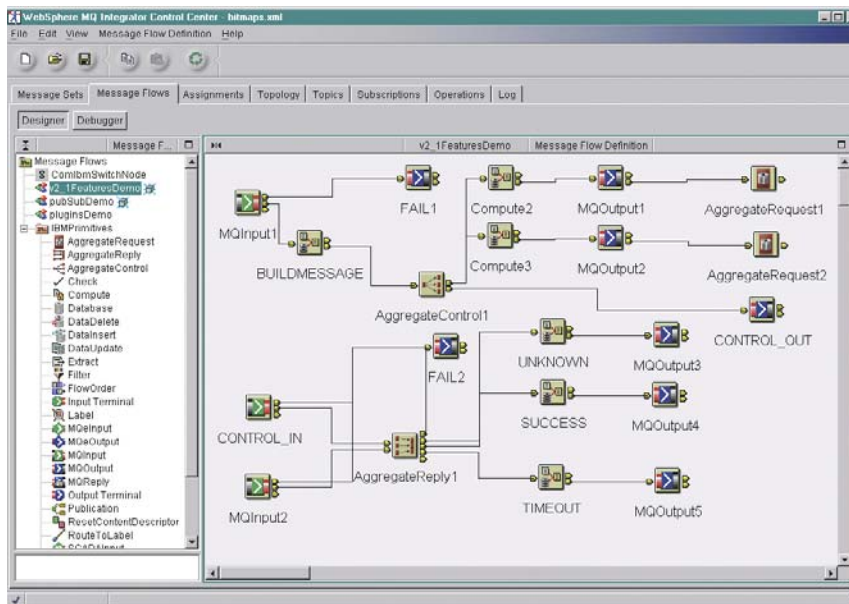 WebSphere MQ Integrator Control Center - bitmaps.xml
File Edit View Message Flow Definition Help
Message Sets Message Flows Assignments Topology Topics Subscriptions Operations Log
Designer Debugger
Message F...
Message Flows
ComIbmSwitchNode
v2_1FeaturesDemo
pubSubDemo
pluginsDemo
IBMPrimitives
AggregateRequest
AggregateReply
AggregateControl
Check
Compute
Database
DataDelete
DataInsert
DataUpdate
Extract
Filter
FlowOrder
Input Terminal
Label
MQeInput
MQeOutput
MQInput
MQOutput
MQReply
Output Terminal
Publication
ResetContentDescriptor
RouteToLabel
SCADAInput
v2_1FeaturesDemo Message Flow Definition
MQInput1
FAIL1
Compute2
MQOutput1
AggregateRequest1
BUILDMESSAGE
Compute3
MQOutput2
AggregateRequest2
AggregateControl1
CONTROL_OUT
FAIL2
UNKNOWN
MQOutput3
CONTROL_IN
SUCCESS
MQOutput4
AggregateReply1
MQInput2
TIMEOUT
MQOutput5